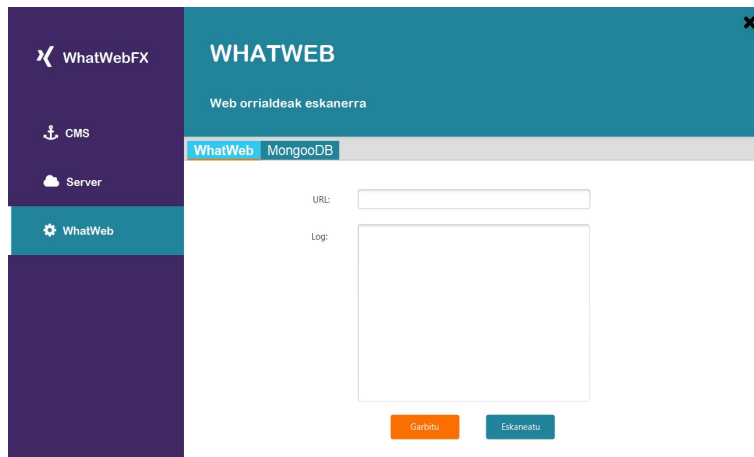 WhatWebFX
CMS
Server
WhatWeb
WHATWEB
Web orrialdeak eskanerra
WhatWeb MongooDB
URL:
Log:
Garbitu Eskaneatu